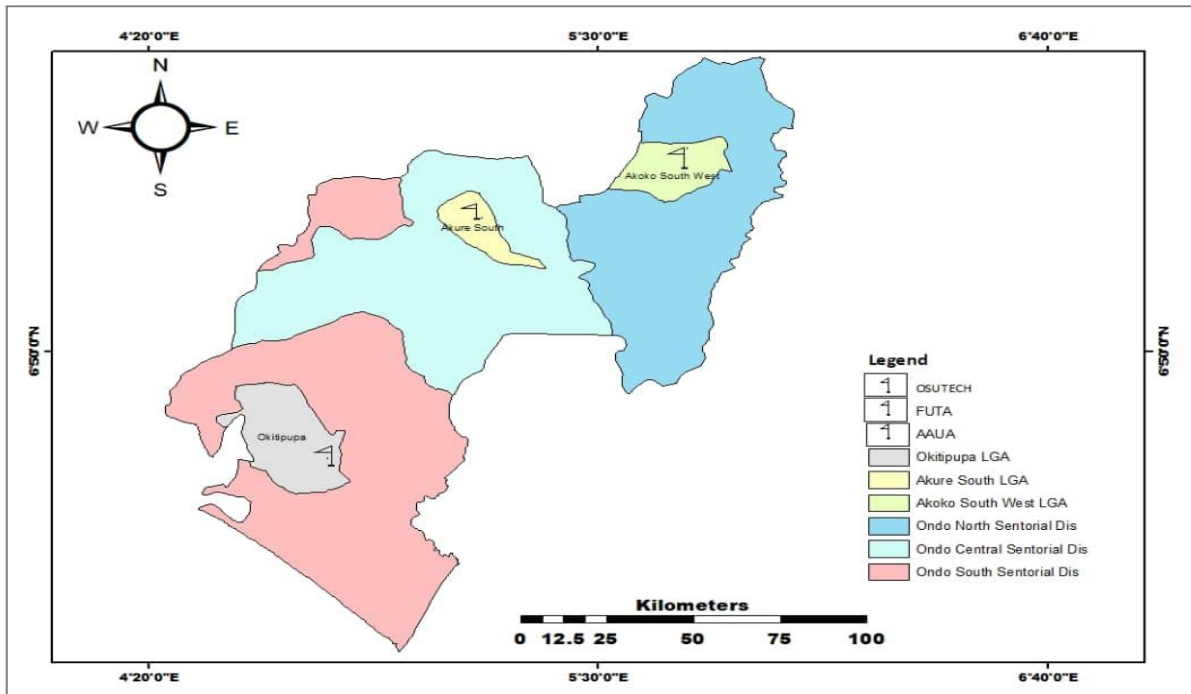 4°20'0"E 5°30'0"E 6°40'0"E
N
W E
S
Akoko South West
Akure South
6°50'0"N 6°50'0"N
Legend
OSUTECH
FUTA
AAUA
Okitipupa LGA
Akure South LGA
Akoko South West LGA
Ondo North Sentorial Dis
Ondo Central Sentorial Dis
Ondo South Sentorial Dis
Okitipupa
Kilometers
0 12.5 25 50 75 100
4°20'0"E 5°30'0"E 6°40'0"E